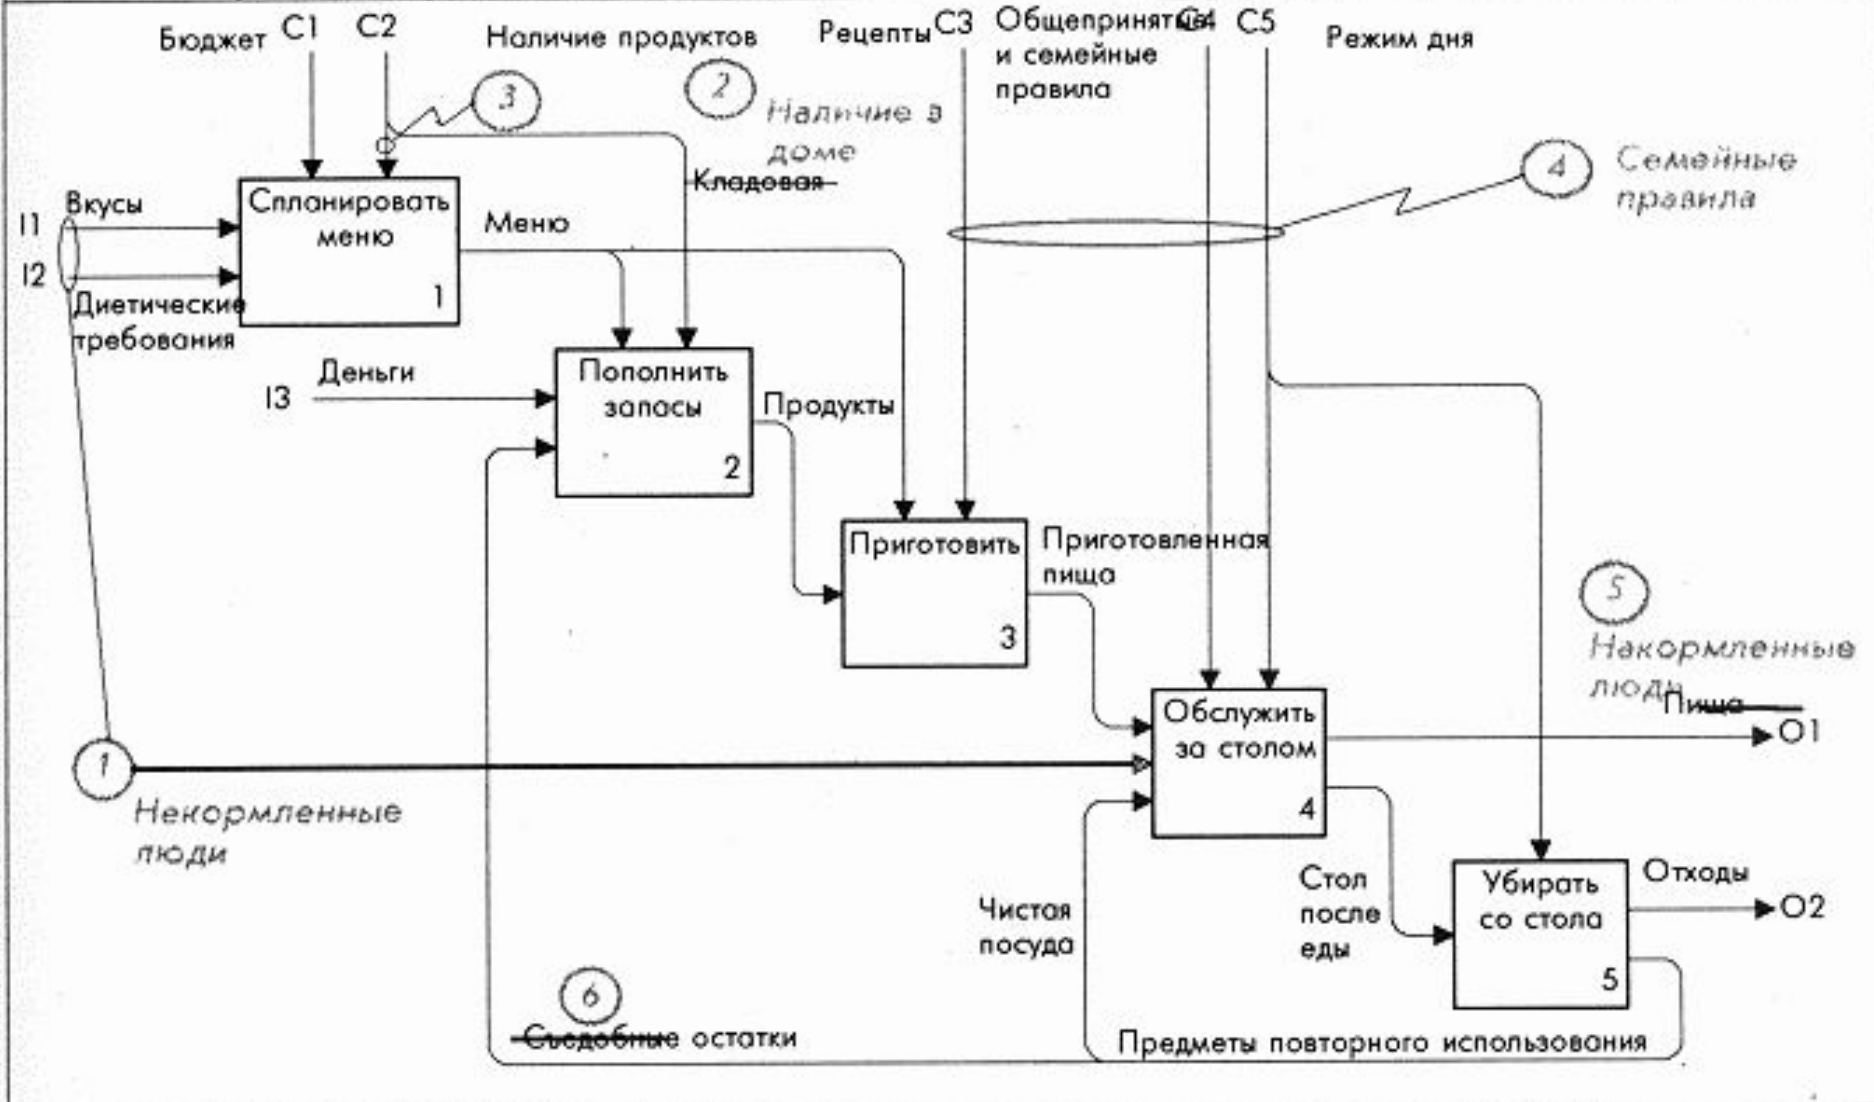 Бюджет
C1
C2
Наличие продуктов
Рецепты
C3
Общепринятые
и семейные
правила
C4
C5
Режим дня
3
2
Наличие в
доме
Кладовая
4
Семейные
правила
I1
Вкусы
I2
Диетические
требования
Спланировать
меню
1
Меню
I3
Деньги
Пополнить
запасы
2
Продукты
Приготовить
3
Приготовленная
пища
5
Накормленные
люди
Пища
O1
Обслужить
за столом
4
1
Некормленные
люди
Чистая
посуда
Стол
после
еды
Убирать
со стола
5
Отходы
O2
6
Съедобные остатки
Предметы повторного использования